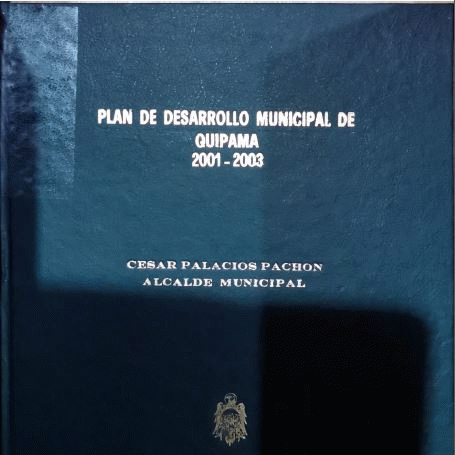 PLAN DE DESARROLLO MUNICIPAL DE
QUIPAMA
2001-2003
CESAR PALACIOS PACHON
ALCALDE MUNICIPAL